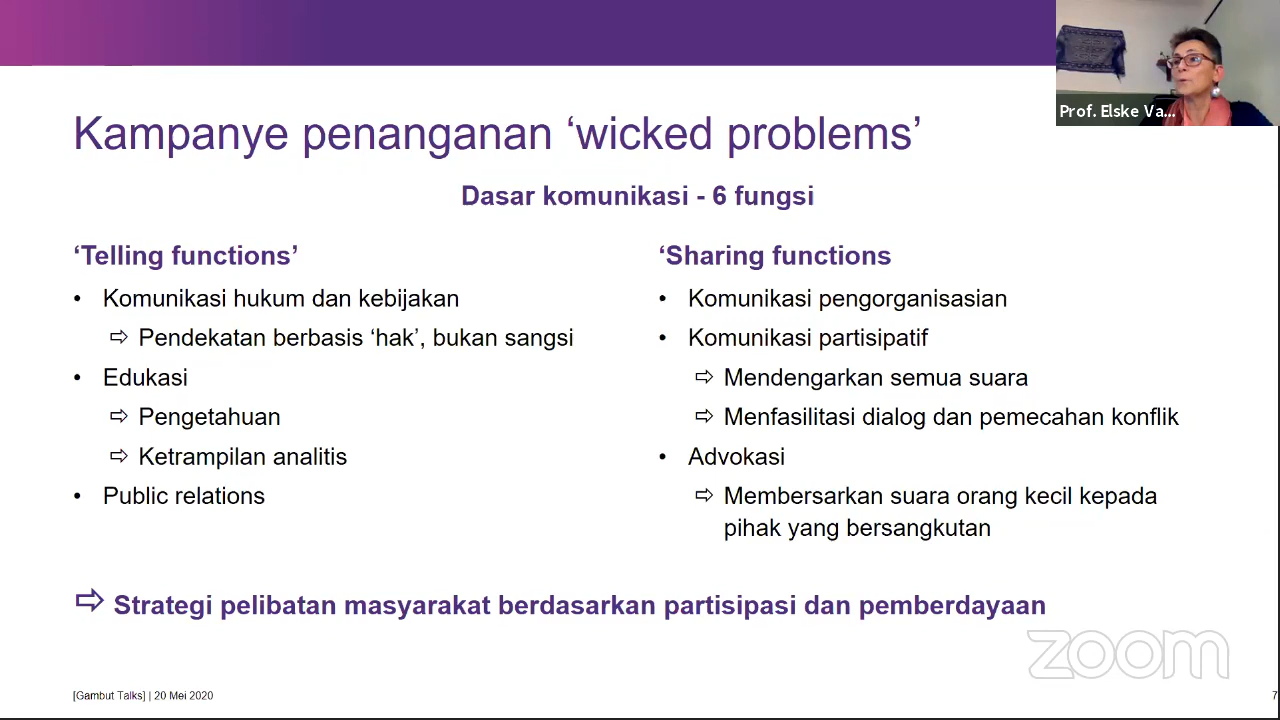 Prof. Elske Va...
Kampanye penanganan ‘wicked problems’
Dasar komunikasi - 6 fungsi
‘Telling functions’
• Komunikasi hukum dan kebijakan
⇨ Pendekatan berbasis ‘hak’, bukan sangsi
• Edukasi
⇨ Pengetahuan
⇨ Ketrampilan analitis
• Public relations
‘Sharing functions
• Komunikasi pengorganisasian
• Komunikasi partisipatif
⇨ Mendengarkan semua suara
⇨ Menfasilitasi dialog dan pemecahan konflik
• Advokasi
⇨ Membersarkan suara orang kecil kepada
pihak yang bersangkutan
⇨ Strategi pelibatan masyarakat berdasarkan partisipasi dan pemberdayaan
zoom
[Gambut Talks] | 20 Mei 2020
7